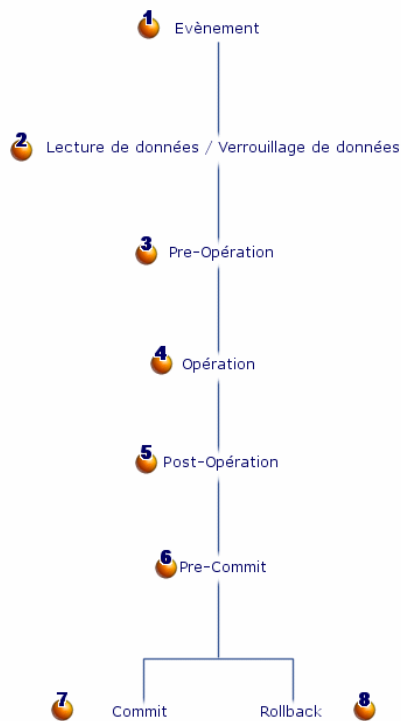 1 Evènement
2 Lecture de données / Verrouillage de données
3 Pre-Opération
4 Opération
5 Post-Opération
6 Pre-Commit
7 Commit Rollback 8